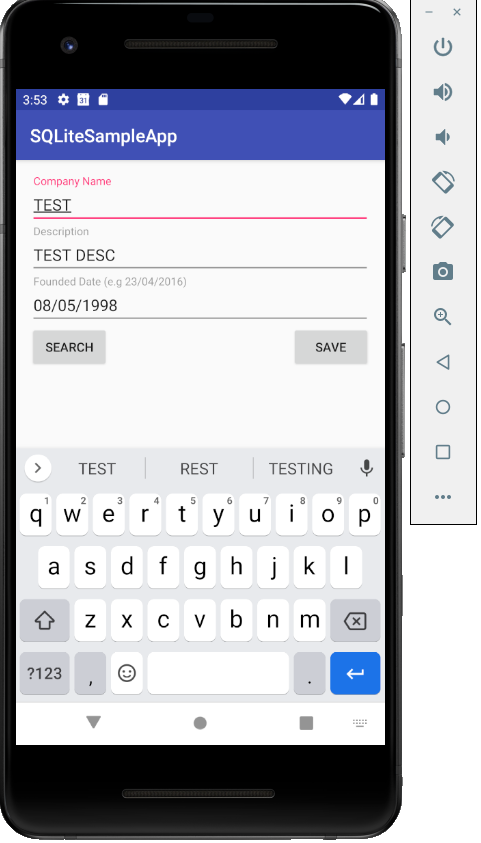 3:53 31
SQLiteSampleApp
Company Name
TEST
Description
TEST DESC
Founded Date (e.g 23/04/2016)
08/05/1998
SEARCH SAVE
TEST REST TESTING
1 2 3 4 5 6 7 8 9 0
q w e r t y u i o p
a s d f g h j k l
z x c v b n m
?123 , .